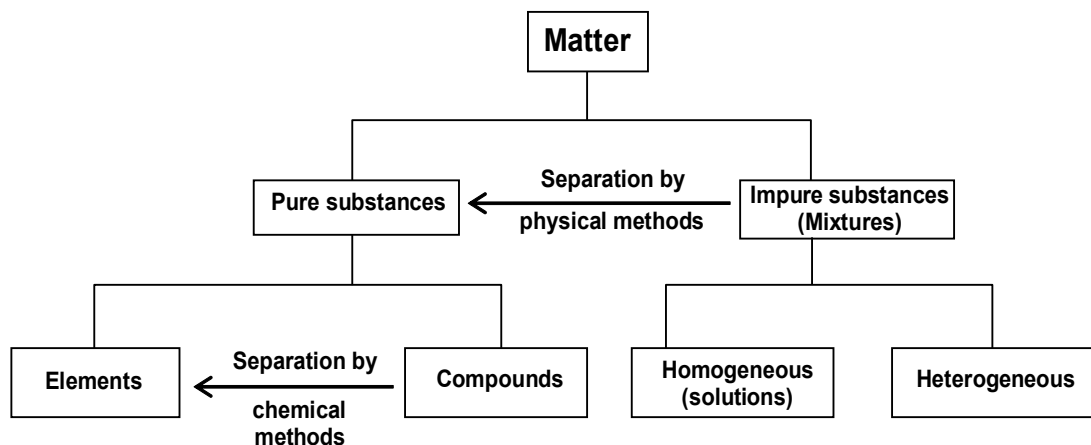 Matter
Pure substances
Separation by
physical methods
Impure substances
(Mixtures)
Elements
Separation by
chemical
methods
Compounds
Homogeneous
(solutions)
Heterogeneous